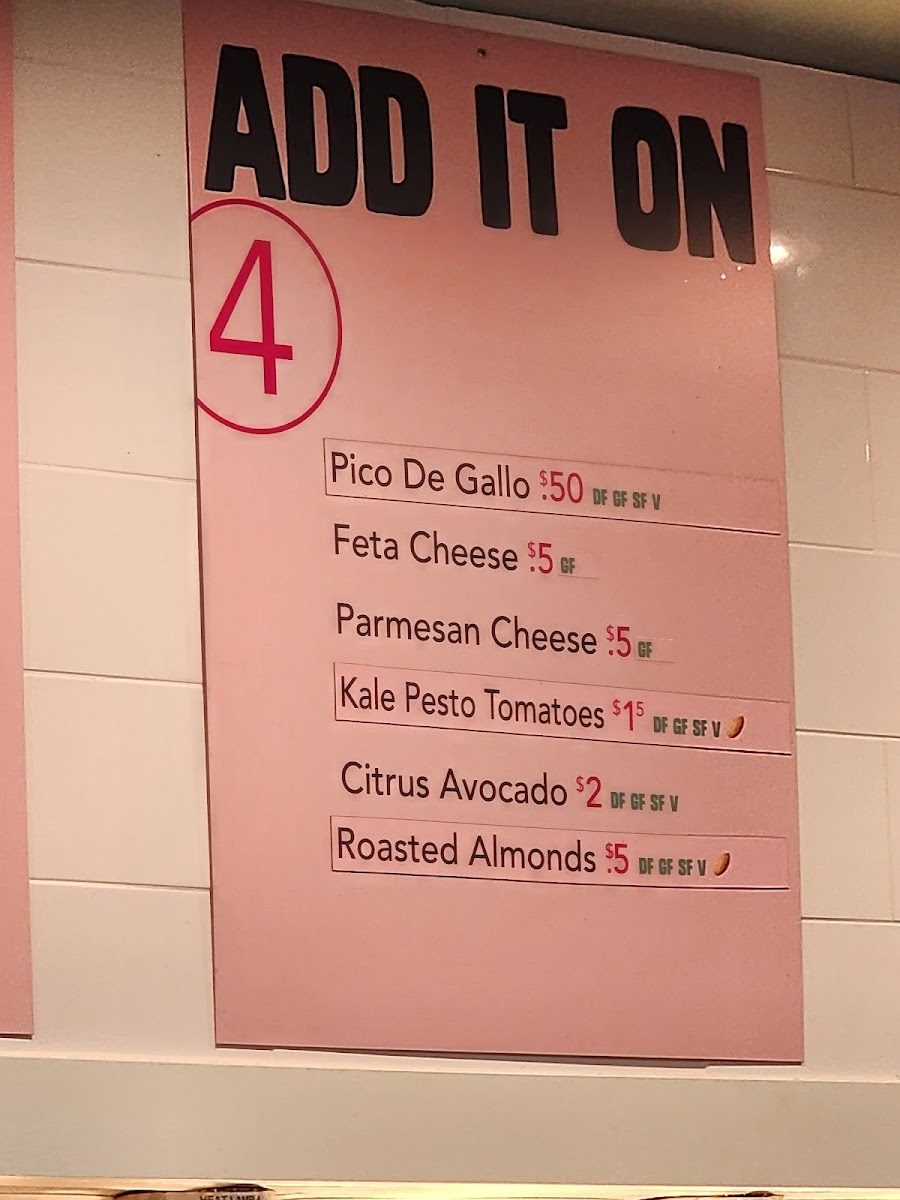 ADD IT ON
4
Pico De Gallo $.50 DF GF SF V
Feta Cheese $.5 GF
Parmesan Cheese $.5 GF
Kale Pesto Tomatoes $1⁵ DF GF SF V
Citrus Avocado $2 DF GF SF V
Roasted Almonds $.5 DF GF SF V